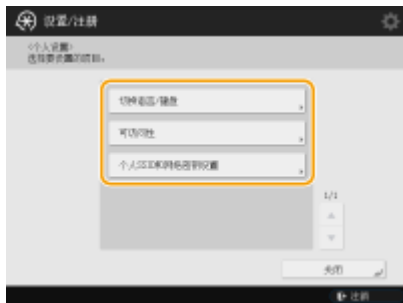 设置/注册
<个人设置>
选择要设置的项目。
切换语言/键盘
可访问性
个人SSID和网络密钥设置
1/1
关闭
注销